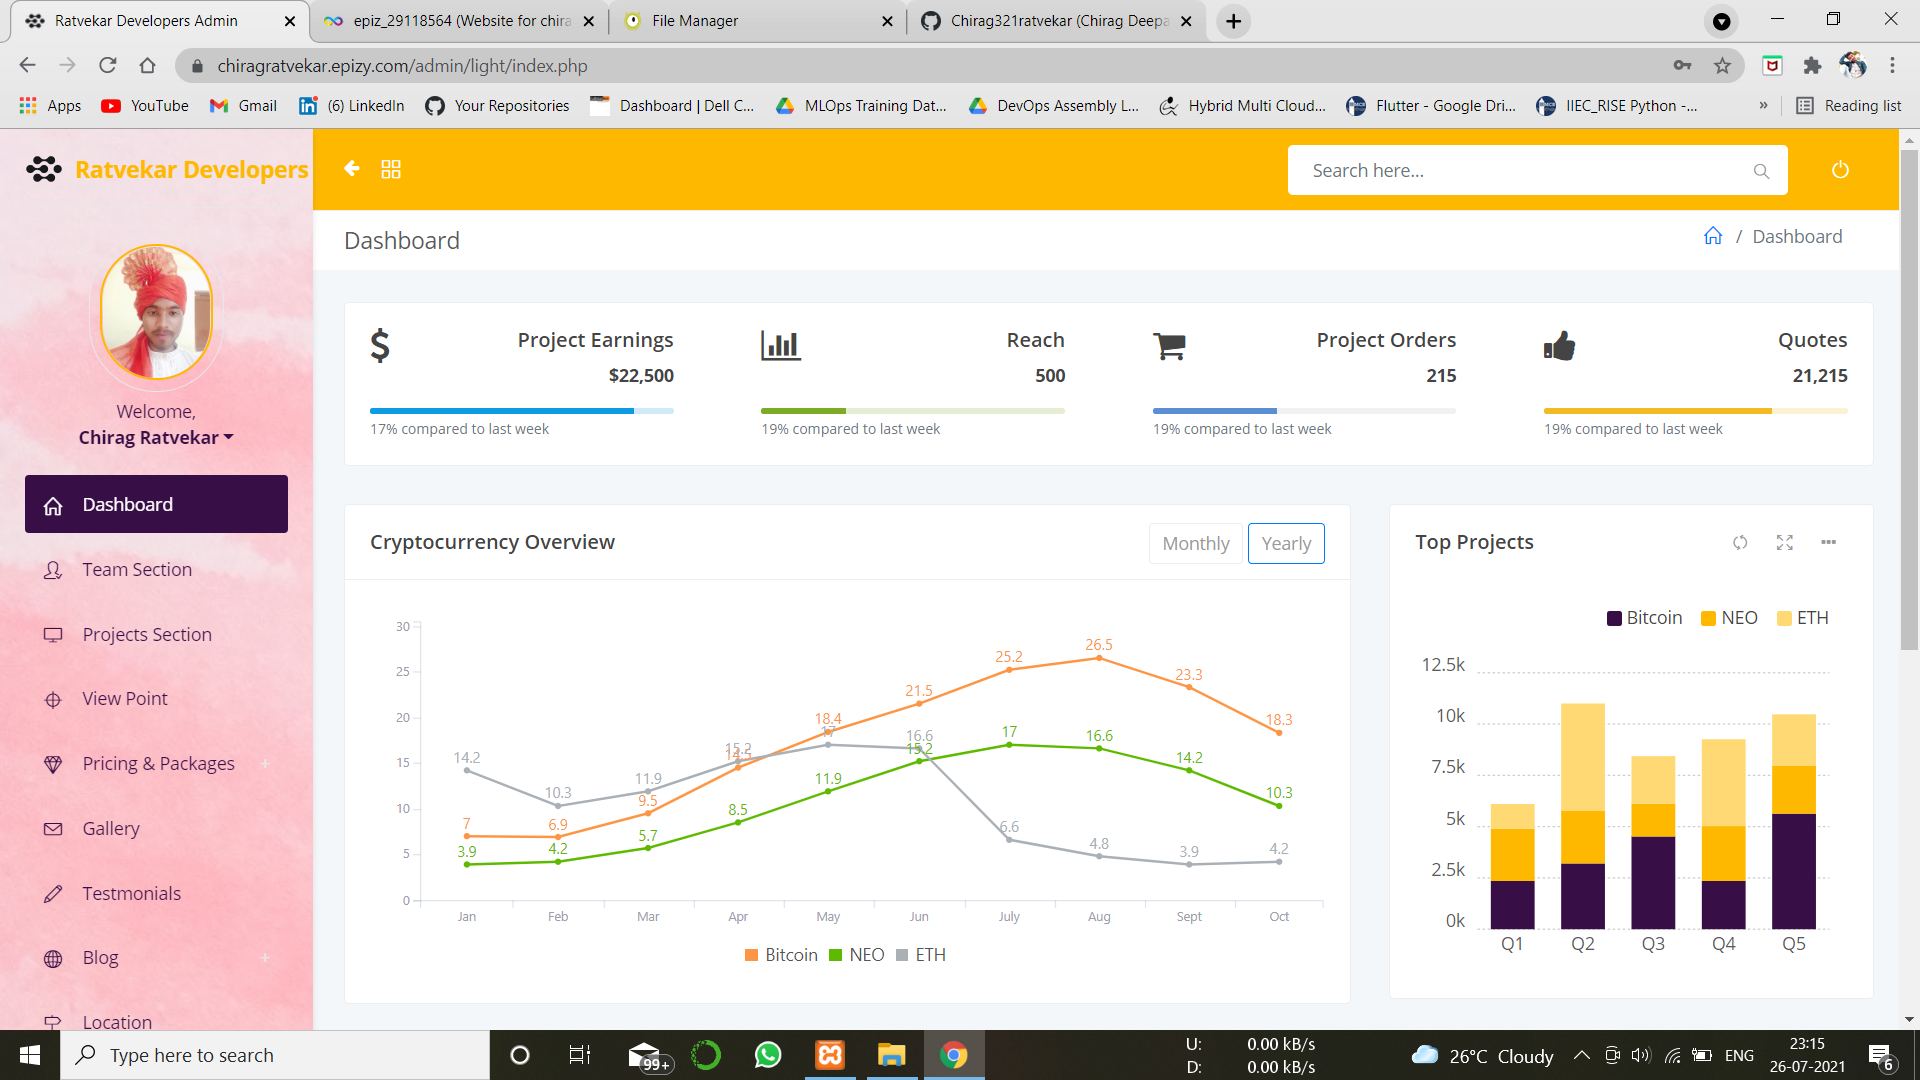 Ratvekar Developers Admin
epiz_29118564 (Website for chira
File Manager
Chirag321ratvekar (Chirag Deepa
chiragratvekar.epizy.com/admin/light/index.php
Apps
YouTube
Gmail
(6) LinkedIn
Your Repositories
Dashboard | Dell C...
MLOps Training Dat...
DevOps Assembly L...
Hybrid Multi Cloud...
Flutter - Google Dri...
IIEC_RISE Python -...
»
Reading list
Ratvekar Developers
Search here...
Welcome,
Chirag Ratvekar
Dashboard
Team Section
Projects Section
View Point
Pricing & Packages +
Gallery
Testmonials
Blog +
Location
Dashboard
/ Dashboard
Project Earnings
$22,500
17% compared to last week
Reach
500
19% compared to last week
Project Orders
215
19% compared to last week
Quotes
21,215
19% compared to last week
Cryptocurrency Overview
Monthly
Yearly
30
25
20
15
10
5
0
7 6.9 9.5 14.5 18.4 21.5 25.2 26.5 23.3 18.3
3.9 4.2 5.7 8.5 11.9 15.2 17 16.6 14.2 10.3
14.2 10.3 11.9 15.2 17 16.6 6.6 4.8 3.9 4.2
Jan Feb Mar Apr May Jun July Aug Sept Oct
Bitcoin NEO ETH
Top Projects
Bitcoin NEO ETH
12.5k
10k
7.5k
5k
2.5k
0k
Q1 Q2 Q3 Q4 Q5
Type here to search
99+
U: 0.00 kB/s
D: 0.00 kB/s
26°C Cloudy
ENG
23:15
26-07-2021
6